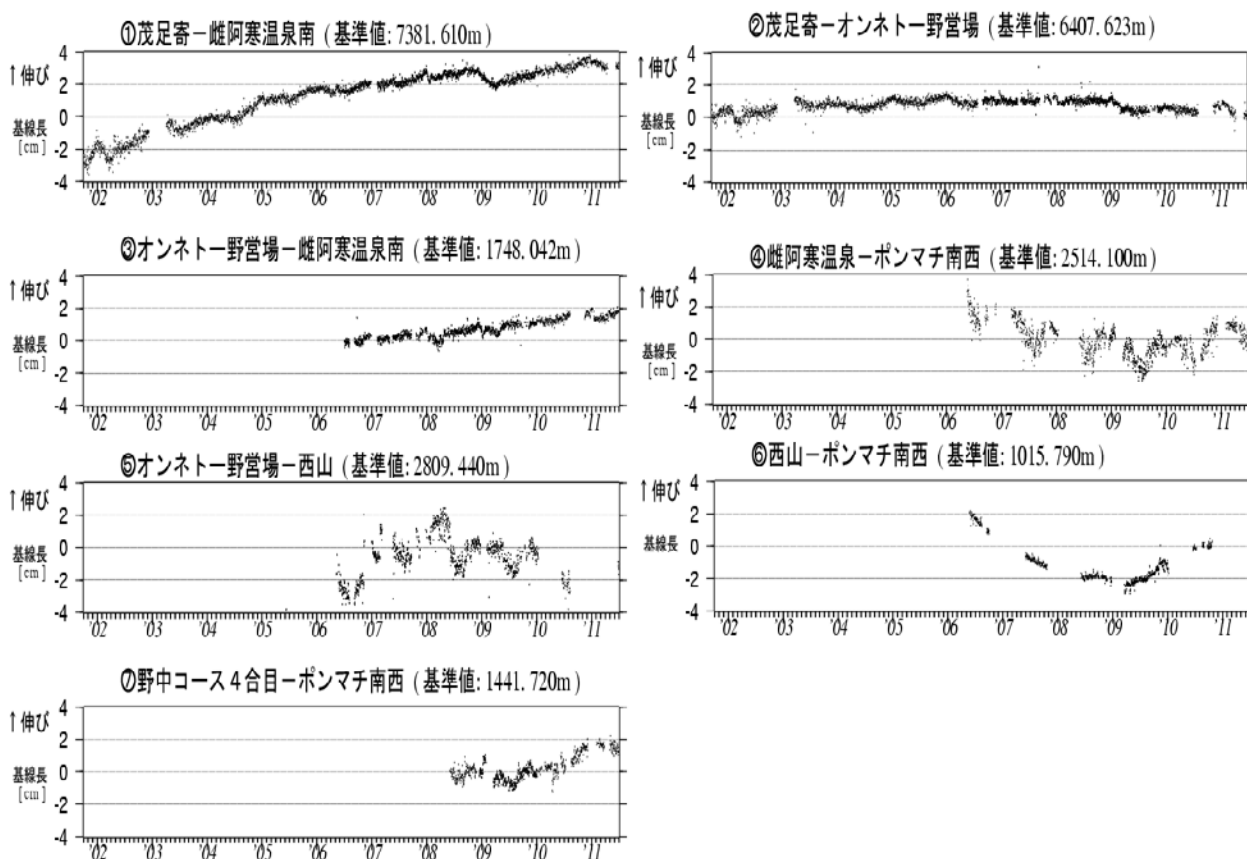 ①茂足寄－雌阿寒温泉南 (基準値: 7381. 610m)
↑伸び
基線長
[cm]
4
2
0
-2
-4
'02 '03 '04 '05 '06 '07 '08 '09 '10 '11
②茂足寄－オンネトー野営場 (基準値: 6407. 623m)
↑伸び
基線長
[cm]
4
2
0
-2
-4
'02 '03 '04 '05 '06 '07 '08 '09 '10 '11
③オンネトー野営場－雌阿寒温泉南 (基準値: 1748. 042m)
↑伸び
基線長
[cm]
4
2
0
-2
-4
'02 '03 '04 '05 '06 '07 '08 '09 '10 '11
④雌阿寒温泉－ポンマチ南西 (基準値: 2514. 100m)
↑伸び
基線長
[cm]
4
2
0
-2
-4
'02 '03 '04 '05 '06 '07 '08 '09 '10 '11
⑤オンネトー野営場－西山 (基準値: 2809. 440m)
↑伸び
基線長
[cm]
4
2
0
-2
-4
'02 '03 '04 '05 '06 '07 '08 '09 '10 '11
⑥西山－ポンマチ南西 (基準値: 1015. 790m)
↑伸び
基線長
4
2
0
-2
-4
'02 '03 '04 '05 '06 '07 '08 '09 '10 '11
⑦野中コース４合目－ポンマチ南西 (基準値: 1441. 720m)
↑伸び
基線長
[cm]
4
2
0
-2
-4
'02 '03 '04 '05 '06 '07 '08 '09 '10 '11